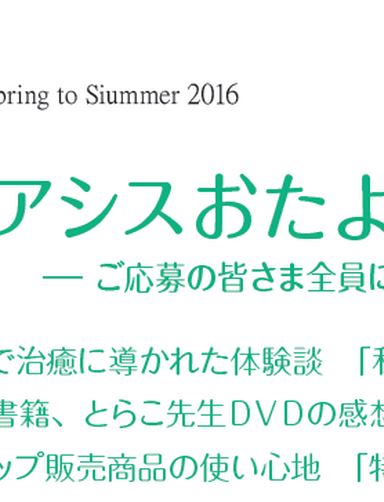 pring to Siummer 2016
アシスおたよ
― ご応募の皆さま全員に
で治癒に導かれた体験談 「私
書籍、とらこ先生DVDの感想
ップ販売商品の使い心地 「特